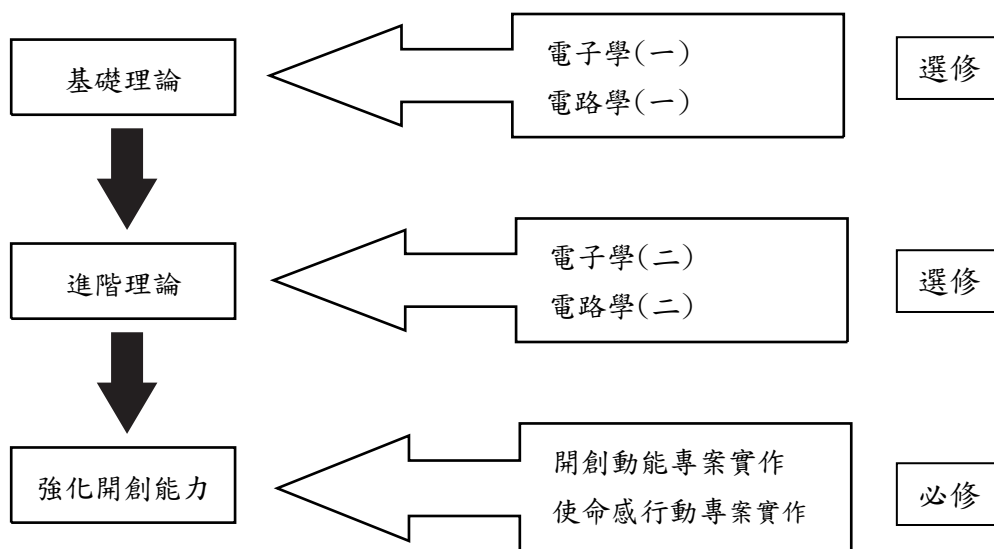 基礎理論
電子學(一)
電路學(一)
選修
進階理論
電子學(二)
電路學(二)
選修
強化開創能力
開創動能專案實作
使命感行動專案實作
必修